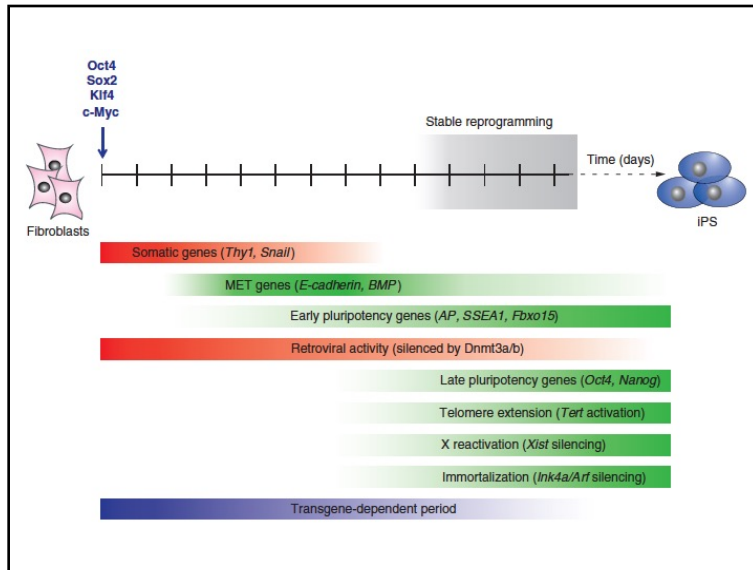 Oct4
Sox2
Klf4
c-Myc
Stable reprogramming
Time (days)
Fibroblasts
iPS
Somatic genes (Thy1, Snail)
MET genes (E-cadherin, BMP)
Early pluripotency genes (AP, SSEA1, Fbxo15)
Retroviral activity (silenced by Dnmt3a/b)
Late pluripotency genes (Oct4, Nanog)
Telomere extension (Tert activation)
X reactivation (Xist silencing)
Immortalization (Ink4a/Arf silencing)
Transgene-dependent period